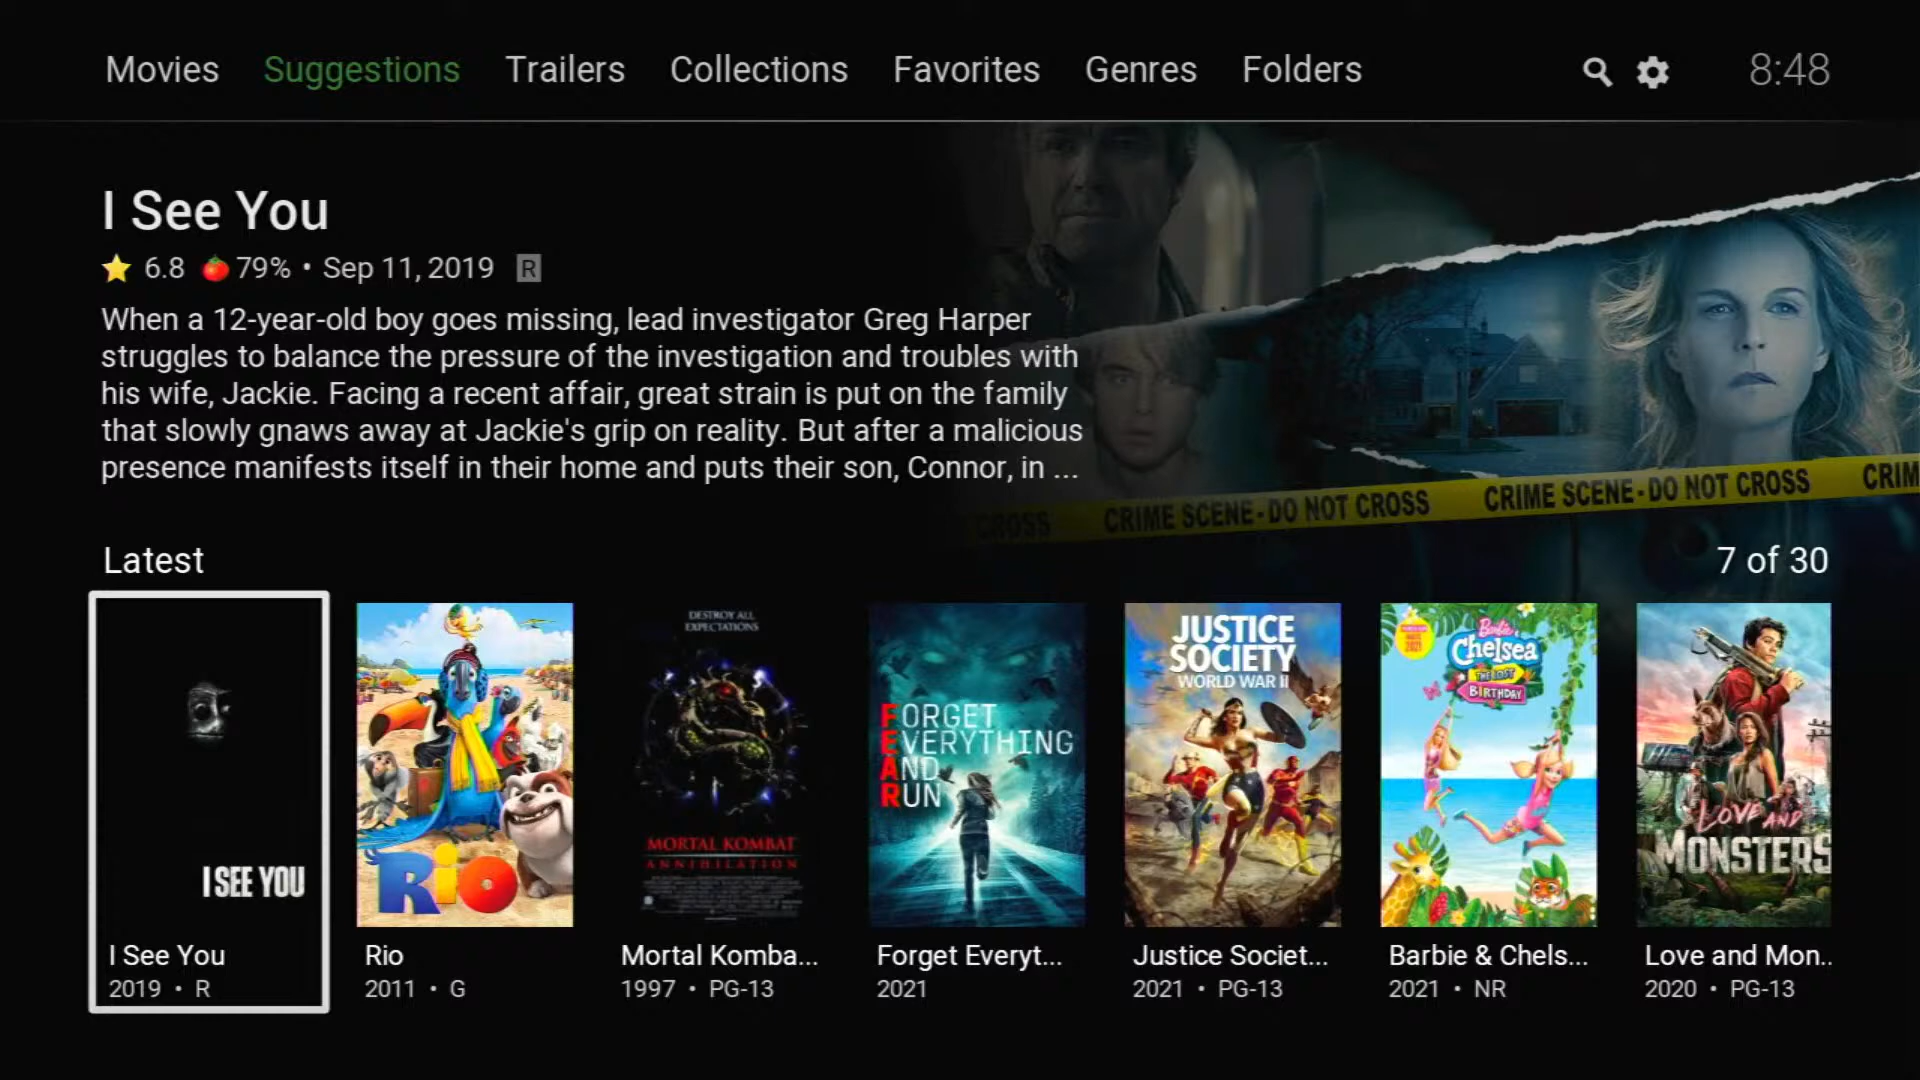 Movies Suggestions Trailers Collections Favorites Genres Folders 8:48
I See You
6.8 79% • Sep 11, 2019 R
When a 12-year-old boy goes missing, lead investigator Greg Harper
struggles to balance the pressure of the investigation and troubles with
his wife, Jackie. Facing a recent affair, great strain is put on the family
that slowly gnaws away at Jackie's grip on reality. But after a malicious
presence manifests itself in their home and puts their son, Connor, in ...
CROSS CRIME SCENE-DO NOT CROSS CRIME SCENE-DO NOT CROSS CRIM
Latest 7 of 30
I SEE YOU
RIO
DESTROY ALL
EXPECTATIONS
MORTAL KOMBAT
ANNIHILATION
FORGET
EVERYTHING
AND
RUN
JUSTICE
SOCIETY
WORLD WAR II
Barbie &
Chelsea
THE LOST
BIRTHDAY
LOVE AND
MONSTERS
I See You
2019 • R
Rio
2011 • G
Mortal Komba...
1997 • PG-13
Forget Everyt...
2021
Justice Societ...
2021 • PG-13
Barbie & Chels...
2021 • NR
Love and Mon..
2020 • PG-13